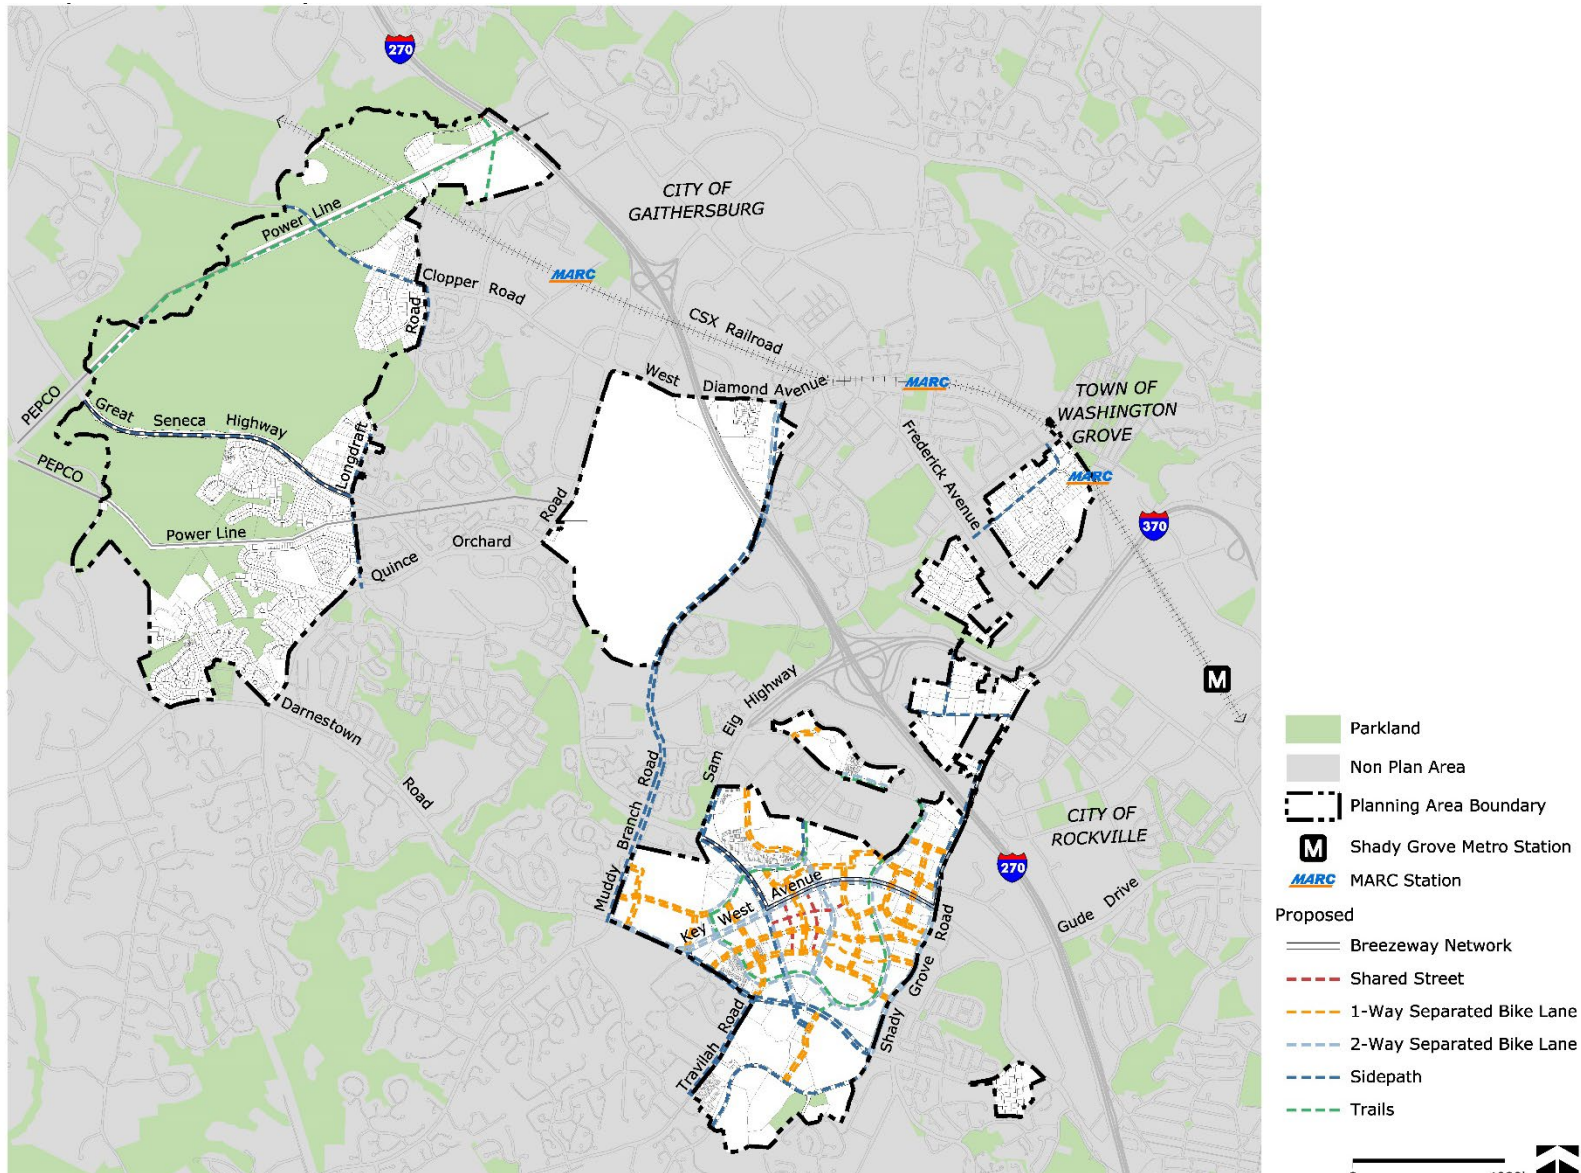 270
CITY OF
GAITHERSBURG
Power Line
Clopper Road
MARC
Road
CSX Railroad
West Diamond Avenue
MARC
TOWN OF
WASHINGTON
GROVE
PEPCO
Great Seneca Highway
Longdraft
Frederick Avenue
MARC
PEPCO
Road
370
Power Line
Quince Orchard
M
Darnestown
Road
Sam Eig Highway
Muddy Branch Road
CITY OF
ROCKVILLE
270
Key West Avenue
Gude Drive
Shady Grove Road
Travilah Road
Parkland
Non Plan Area
Planning Area Boundary
M Shady Grove Metro Station
MARC MARC Station
Proposed
Breezeway Network
Shared Street
1-Way Separated Bike Lane
2-Way Separated Bike Lane
Sidepath
Trails